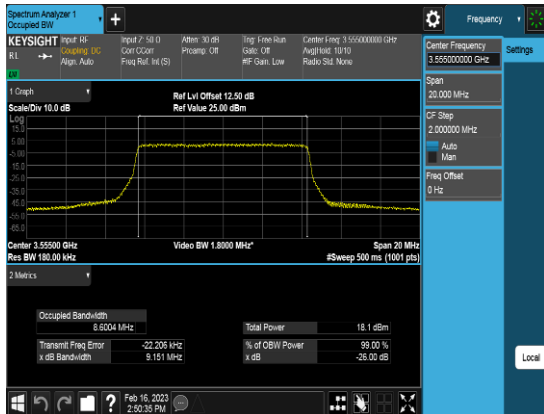 Spectrum Analyzer 1
Occupied BW
+
Frequency
KEYSIGHT
Input: RF
Coupling: DC
Align: Auto
Input Z: 50 Ω
Corr CCorr
Freq Ref: Int (S)
Atten: 30 dB
Preamp: Off
Trig: Free Run
Gate: Off
#IF Gain: Low
Center Freq: 3.555000000 GHz
Avg|Hold: 10/10
Radio Std: None
Center Frequency
3.555000000 GHz
Settings
Span
20.000 MHz
CF Step
2.000000 MHz
Auto
Man
Freq Offset
0 Hz
1 Graph
Scale/Div 10.0 dB
Ref Lvl Offset 12.50 dB
Ref Value 25.00 dBm
Log
15.0
5.00
-5.00
-15.0
-25.0
-35.0
-45.0
-55.0
-65.0
Center 3.55500 GHz
Res BW 180.00 kHz
Video BW 1.8000 MHz*
Span 20 MHz
#Sweep 500 ms (1001 pts)
2 Metrics
Occupied Bandwidth
8.6004 MHz
Total Power 18.1 dBm
Transmit Freq Error -22.206 kHz
% of OBW Power 99.00 %
x dB Bandwidth 9.151 MHz
x dB -26.00 dB
Local
?
Feb 16, 2023
2:50:35 PM